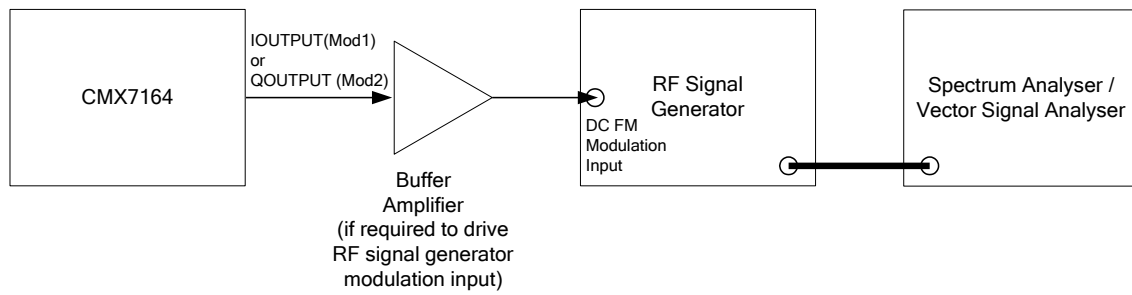 CMX7164
IOUTPUT(Mod1)
or
QOUTPUT (Mod2)
Buffer
Amplifier
(if required to drive
RF signal generator
modulation input)
RF Signal
Generator
DC FM
Modulation
Input
Spectrum Analyser /
Vector Signal Analyser